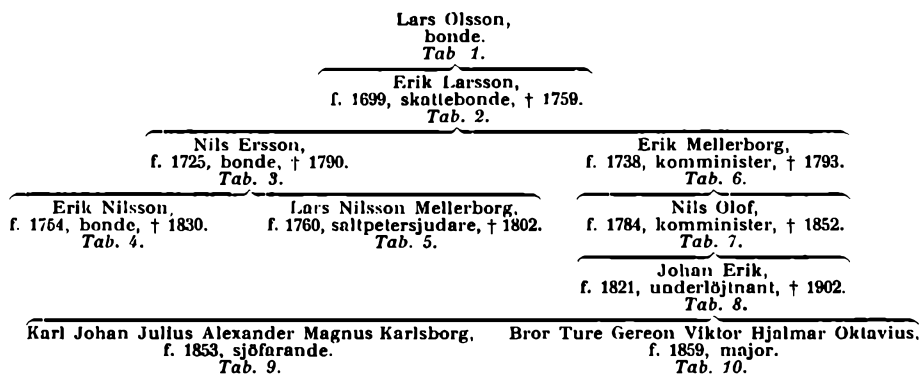 Lars Olsson,
bonde.
Tab 1.
Erik Larsson,
f. 1699, skattebonde, † 1759.
Tab. 2.
Nils Ersson,
f. 1725, bonde, † 1790.
Tab. 3.
Erik Mellerborg,
f. 1738, komminister, † 1793.
Tab. 6.
Erik Nilsson,
f. 1754, bonde, † 1830.
Tab. 4.
Lars Nilsson Mellerborg,
f. 1760, saltpetersjudare, † 1802.
Tab. 5.
Nils Olof,
f. 1784, komminister, † 1852.
Tab. 7.
Johan Erik,
f. 1821, underlöjtnant, † 1902.
Tab. 8.
Karl Johan Julius Alexander Magnus Karlsborg,
f. 1853, sjöfarande.
Tab. 9.
Bror Ture Gereon Viktor Hjalmar Oktavius,
f. 1859, major.
Tab. 10.